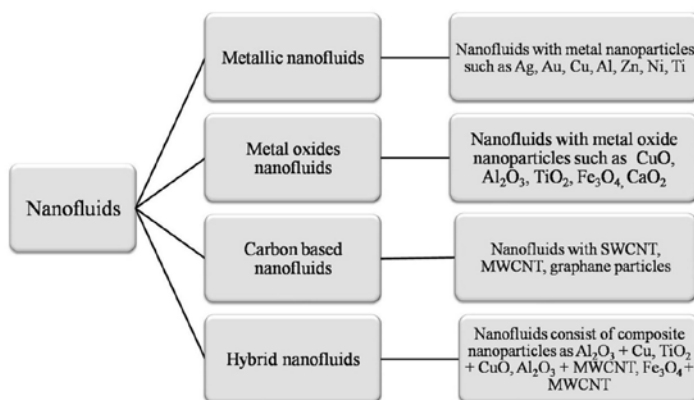 Nanofluids
Metallic nanofluids
Nanofluids with metal nanoparticles
such as Ag, Au, Cu, Al, Zn, Ni, Ti
Metal oxides
nanofluids
Nanofluids with metal oxide
nanoparticles such as CuO,
Al₂O₃, TiO₂, Fe₃O₄, CaO₂
Carbon based
nanofluids
Nanofluids with SWCNT,
MWCNT, graphane particles
Hybrid nanofluids
Nanofluids consist of composite
nanoparticles as Al₂O₃ + Cu, TiO₂
+ CuO, Al₂O₃ + MWCNT, Fe₃O₄ +
MWCNT